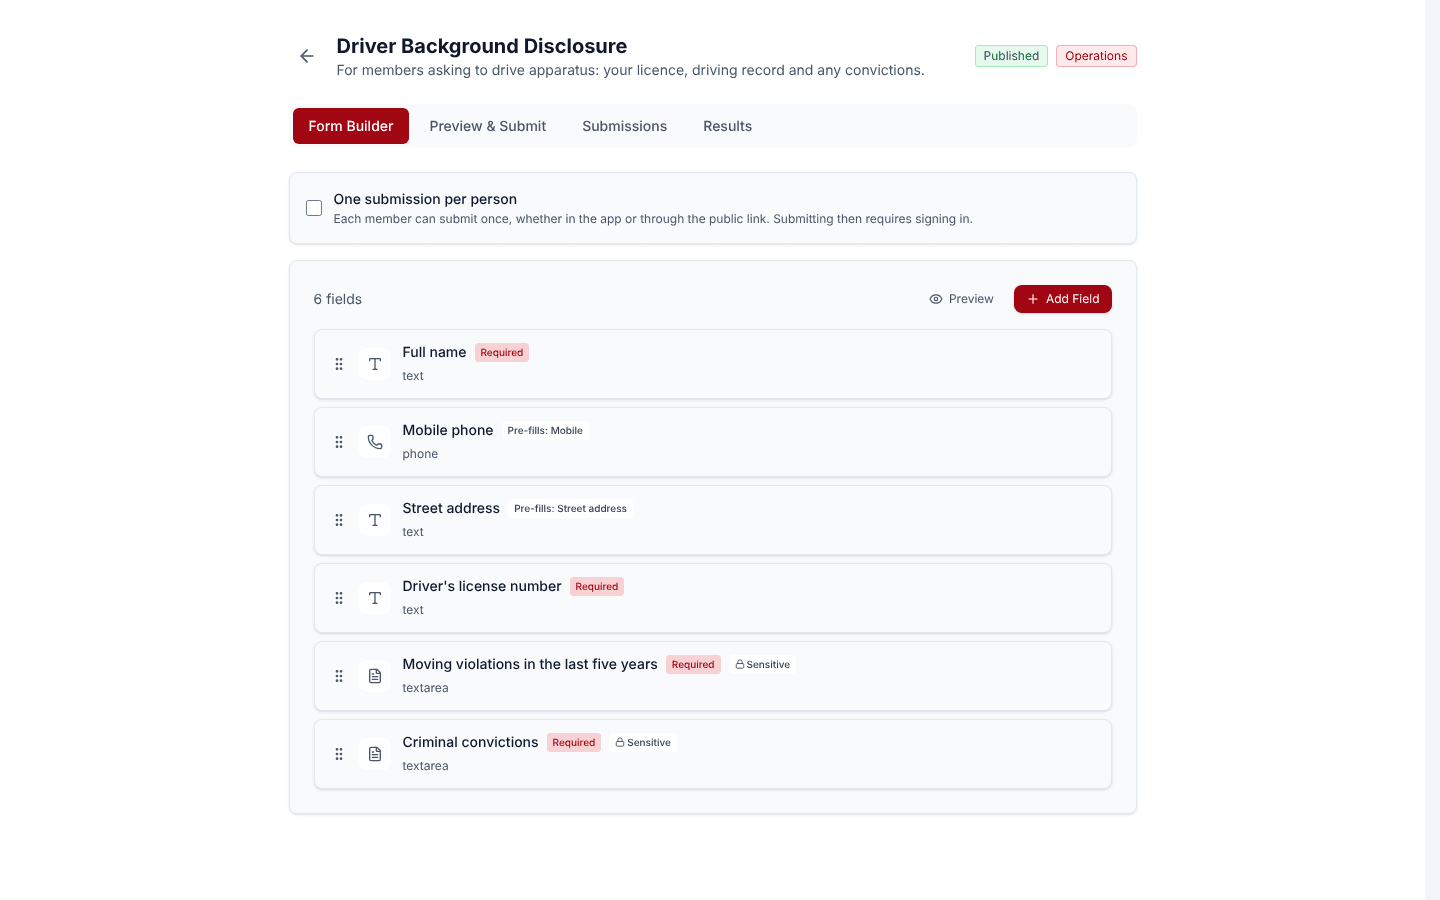 Driver Background Disclosure
For members asking to drive apparatus: your licence, driving record and any convictions.
Published
Operations
Form Builder
Preview & Submit
Submissions
Results
One submission per person
Each member can submit once, whether in the app or through the public link. Submitting then requires signing in.
6 fields
Preview
Add Field
Full name Required
text
Mobile phone Pre-fills: Mobile
phone
Street address Pre-fills: Street address
text
Driver's license number Required
text
Moving violations in the last five years Required Sensitive
textarea
Criminal convictions Required Sensitive
textarea